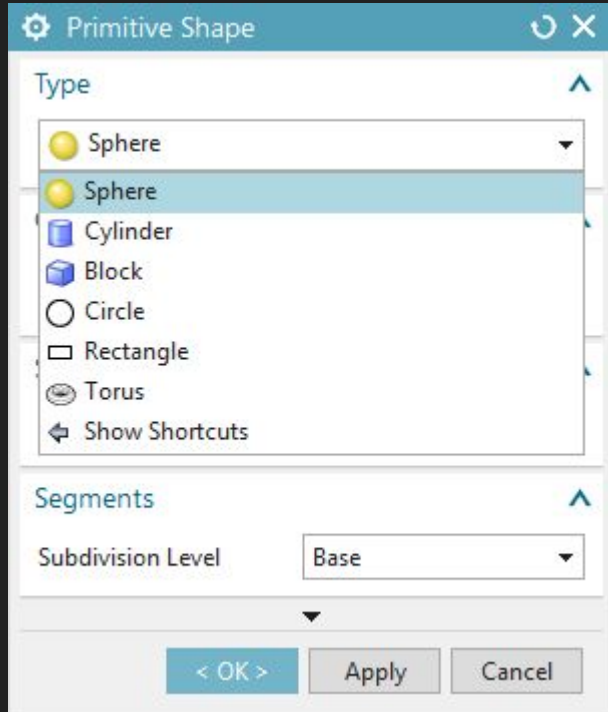 Primitive Shape
Type
Sphere
Sphere
Cylinder
Block
Circle
Rectangle
Torus
Show Shortcuts
Segments
Subdivision Level Base
< OK > Apply Cancel